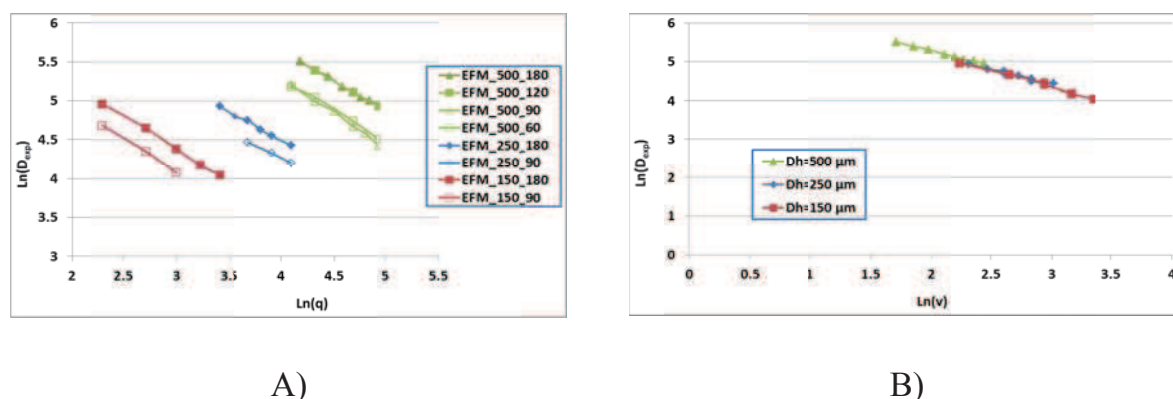 6
5.5
5
4.5
4
3.5
3
Ln(Dexp)
2 2.5 3 3.5 4 4.5 5 5.5
Ln(q)
EFM_500_180
EFM_500_120
EFM_500_90
EFM_500_60
EFM_250_180
EFM_250_90
EFM_150_180
EFM_150_90
A)
6
5
4
3
2
1
0
Ln(Dexp)
0 0.5 1 1.5 2 2.5 3 3.5 4
Ln(v)
Dh=500 µm
Dh=250 µm
Dh=150 µm
B)